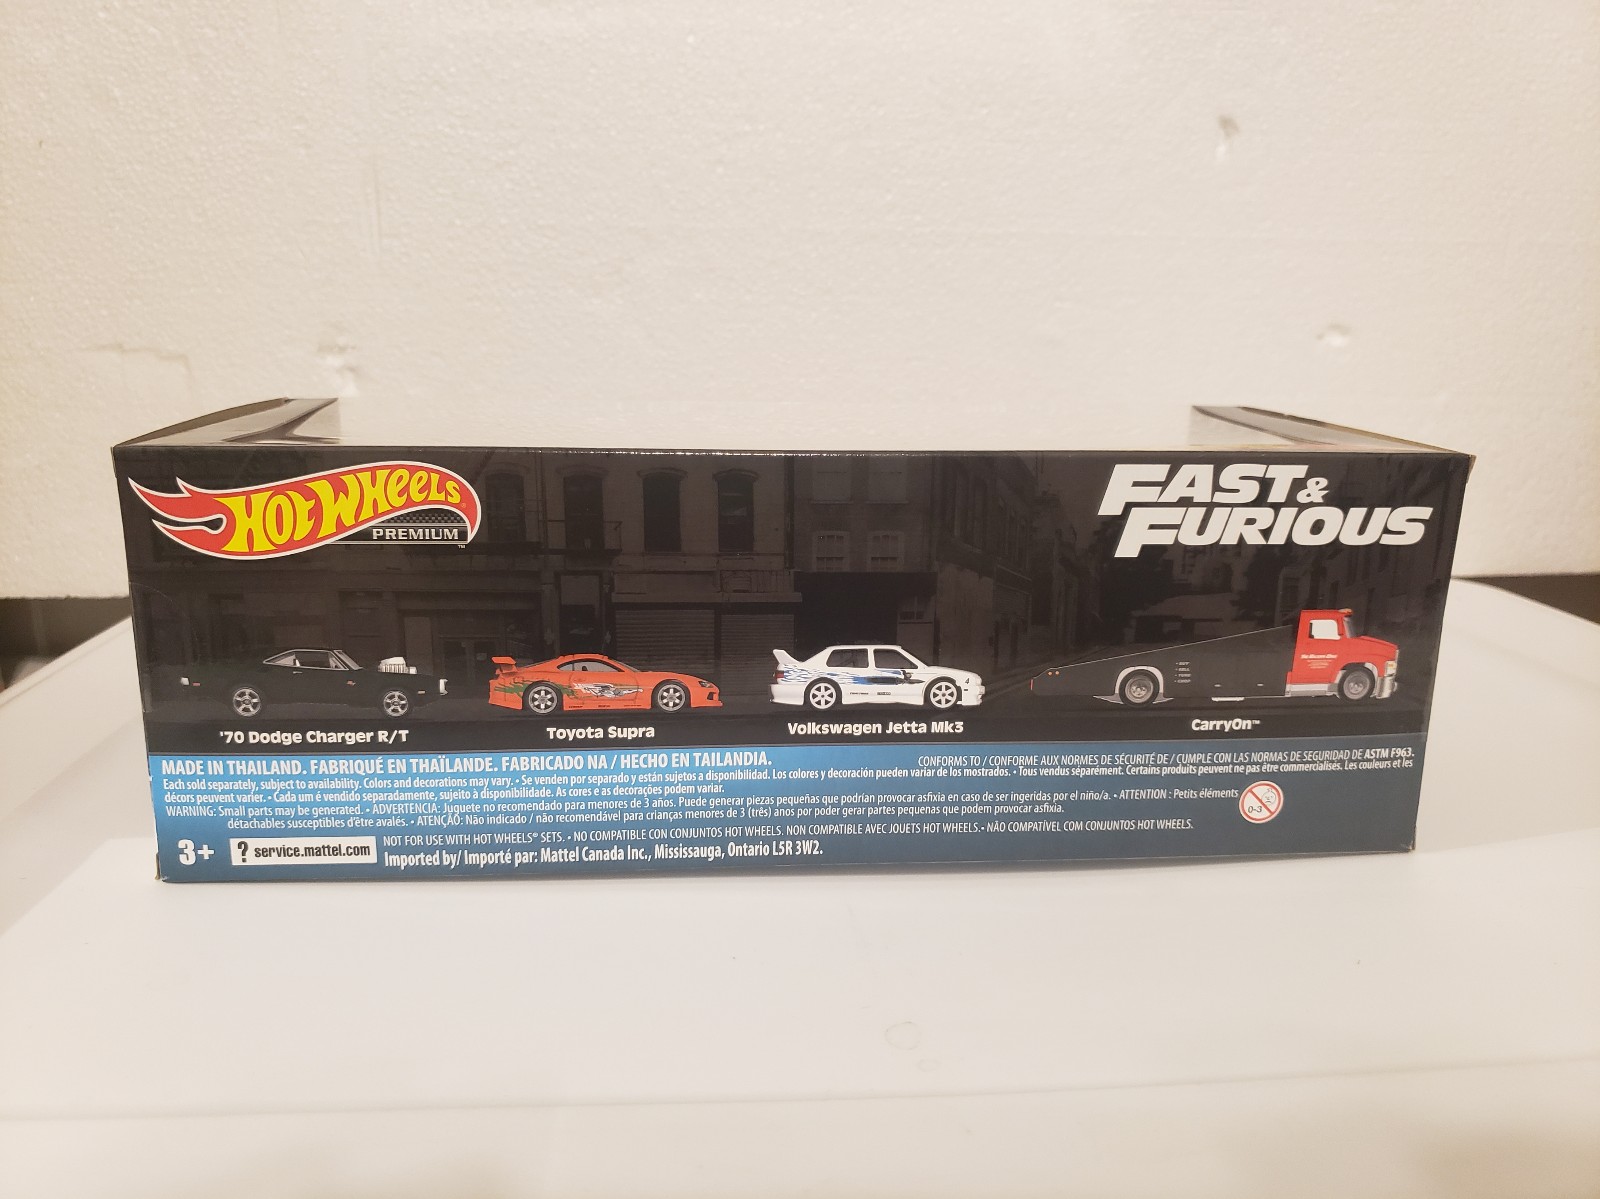 HOT WHEELS
PREMIUM™
FAST &
FURIOUS
'70 Dodge Charger R/T
Toyota Supra
Volkswagen Jetta Mk3
CarryOn™
4
MADE IN THAILAND. FABRIQUÉ EN THAÏLANDE. FABRICADO NA / HECHO EN TAILANDIA.
CONFORMS TO / CONFORME AUX NORMES DE SÉCURITÉ DE / CUMPLE CON LAS NORMAS DE SEGURIDAD DE ASTM F963.
Each sold separately, subject to availability. Colors and decorations may vary. • Se venden por separado y están sujetos a disponibilidad. Los colores y decoración pueden variar de los mostrados. • Tous vendus séparément. Certains produits peuvent ne pas être commercialisés. Les couleurs et les
décors peuvent varier. • Cada um é vendido separadamente, sujeito à disponibilidade. As cores e as decorações podem variar.
WARNING: Small parts may be generated. • ADVERTENCIA: Juguete no recomendado para menores de 3 años. Puede generar piezas pequeñas que podrían provocar asfixia en caso de ser ingeridas por el niño/a. • ATTENTION : Petits éléments
détachables susceptibles d'être avalés. • ATENÇÃO: Não indicado / não recomendável para crianças menores de 3 (três) anos por poder gerar partes pequenas que podem provocar asfixia.
0-3
NOT FOR USE WITH HOT WHEELS® SETS. • NO COMPATIBLE CON CONJUNTOS HOT WHEELS. NON COMPATIBLE AVEC JOUETS HOT WHEELS. • NÃO COMPATÍVEL COM CONJUNTOS HOT WHEELS.
3+
? service.mattel.com
Imported by/ Importé par: Mattel Canada Inc., Mississauga, Ontario L5R 3W2.